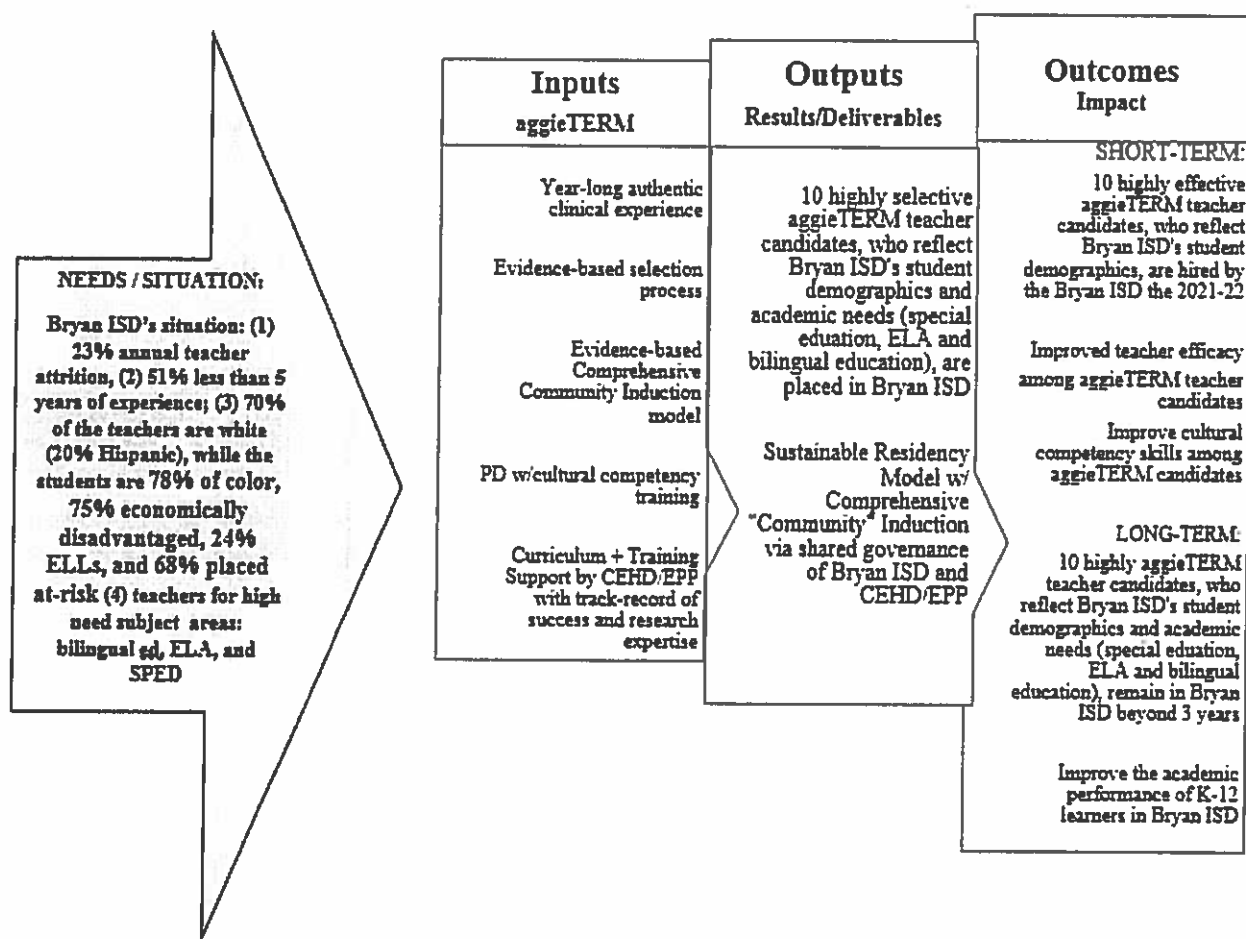 NEEDS / SITUATION:
Bryan ISD's situation: (1)
23% annual teacher
attrition, (2) 51% less than 5
years of experience; (3) 70%
of the teachers are white
(20% Hispanic), while the
students are 78% of color,
75% economically
disadvantaged, 24%
ELLs, and 68% placed
at-risk (4) teachers for high
need subject areas:
bilingual ed, ELA, and
SPED
Inputs
aggieTERM
Year-long authentic
clinical experience
Evidence-based selection
process
Evidence-based
Comprehensive
Community Induction
model
PD w/cultural competency
training
Curriculum + Training
Support by CEHD/EPP
with track-record of
success and research
expertise
Outputs
Results/Deliverables
10 highly selective
aggieTERM teacher
candidates, who reflect
Bryan ISD's student
demographics and
academic needs (special
eduation, ELA and
bilingual education), are
placed in Bryan ISD
Sustainable Residency
Model w/
Comprehensive
"Community" Induction
via shared governance
of Bryan ISD and
CEHD/EPP
Outcomes
Impact
SHORT-TERM:
10 highly effective
aggieTERM teacher
candidates, who reflect
Bryan ISD's student
demographics, are hired by
the Bryan ISD the 2021-22
Improved teacher efficacy
among aggieTERM teacher
candidates
Improve cultural
competency skills among
aggieTERM candidates
LONG-TERM:
10 highly aggieTERM
teacher candidates, who
reflect Bryan ISD's student
demographics and academic
needs (special eduation,
ELA and bilingual
education), remain in Bryan
ISD beyond 3 years
Improve the academic
performance of K-12
learners in Bryan ISD